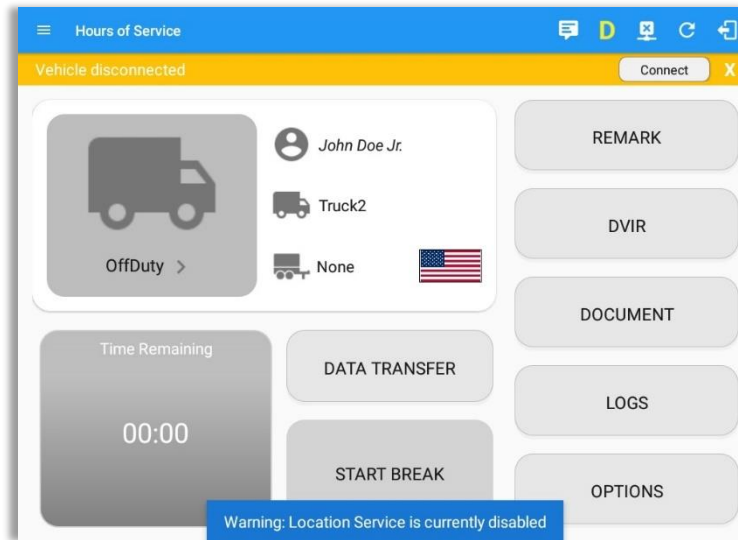 Hours of Service
D
Vehicle disconnected
Connect
X
John Doe Jr.
Truck2
None
OffDuty >
REMARK
DVIR
DOCUMENT
LOGS
OPTIONS
Time Remaining
00:00
DATA TRANSFER
START BREAK
Warning: Location Service is currently disabled